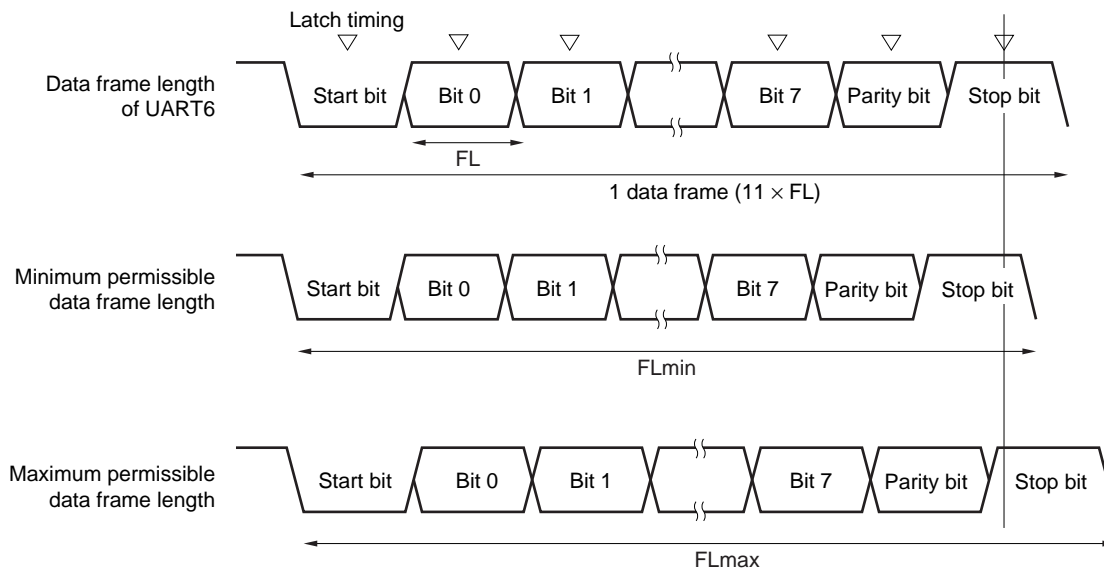 Latch timing
Data frame length
of UART6
Start bit
Bit 0
Bit 1
Bit 7
Parity bit
Stop bit
FL
1 data frame (11 × FL)
Minimum permissible
data frame length
Start bit
Bit 0
Bit 1
Bit 7
Parity bit
Stop bit
FLmin
Maximum permissible
data frame length
Start bit
Bit 0
Bit 1
Bit 7
Parity bit
Stop bit
FLmax